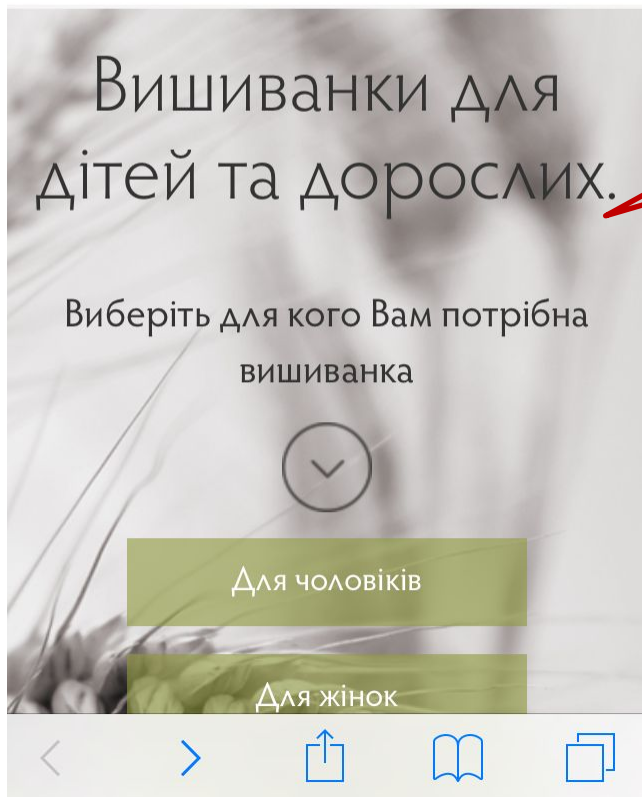 Вишиванки для
дітей та дорослих.
Виберіть для кого Вам потрібна
вишиванка
Для чоловіків
Для жінок